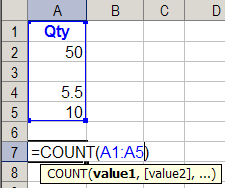 A B C D
1 Qty
2 50
3
4 5.5
5 10
6
7 =COUNT(A1:A5)
8 COUNT(value1, [value2], ...)